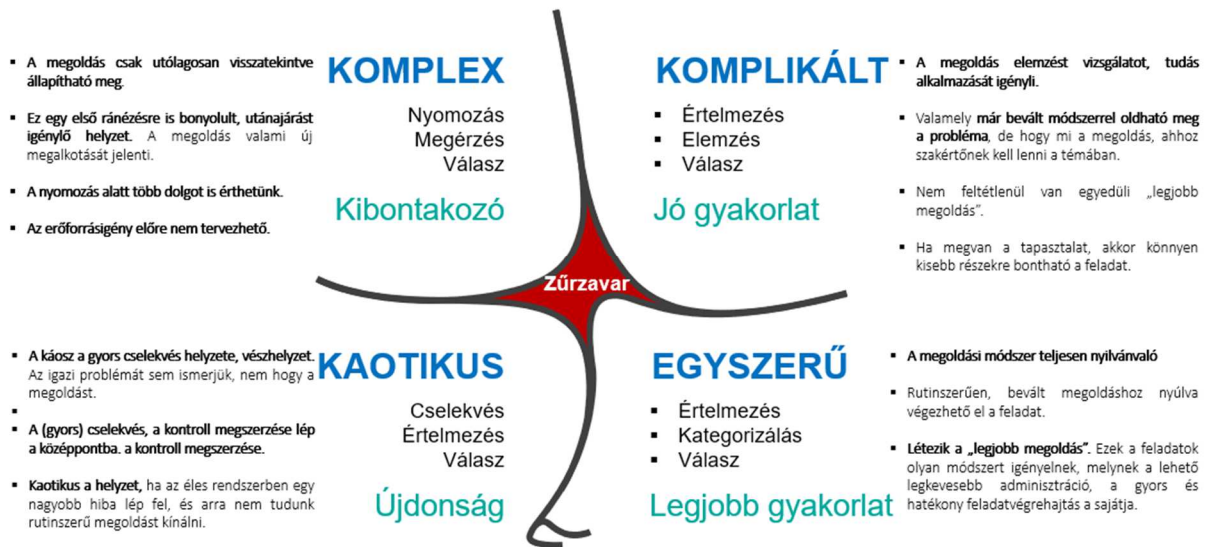 ▪ A megoldás csak utólagosan visszatekintve
állapítható meg.
▪ Ez egy első ránézésre is bonyolult, utánajárást
igénylő helyzet. A megoldás valami új
megalkotását jelenti.
▪ A nyomozás alatt több dolgot is érthetünk.
▪ Az erőforrásigény előre nem tervezhető.
KOMPLEX
Nyomozás
Megérzés
Válasz
Kibontakozó
KOMPLIKÁLT
▪ Értelmezés
▪ Elemzés
▪ Válasz
Jó gyakorlat
▪ A megoldás elemzést vizsgálatot, tudás
alkalmazását igényli.
▪ Valamely már bevált módszerrel oldható meg
a probléma, de hogy mi a megoldás, ahhoz
szakértőnek kell lenni a témában.
▪ Nem feltétlenül van egyedüli „legjobb
megoldás”.
▪ Ha megvan a tapasztalat, akkor könnyen
kisebb részekre bontható a feladat.
Zűrzavar
▪ A káosz a gyors cselekvés helyzete, vészhelyzet.
Az igazi problémát sem ismerjük, nem hogy a
megoldást.
▪
▪ A (gyors) cselekvés, a kontroll megszerzése lép
a középpontba. a kontroll megszerzése.
▪ Kaotikus a helyzet, ha az éles rendszerben egy
nagyobb hiba lép fel, és arra nem tudunk
rutinszerű megoldást kínálni.
KAOTIKUS
Cselekvés
Értelmezés
Válasz
Újdonság
EGYSZERŰ
▪ Értelmezés
▪ Kategorizálás
▪ Válasz
Legjobb gyakorlat
▪ A megoldási módszer teljesen nyilvánvaló
▪ Rutinszerűen, bevált megoldáshoz nyúlva
végezhető el a feladat.
▪ Létezik a „legjobb megoldás”. Ezek a feladatok
olyan módszert igényelnek, melynek a lehető
legkevesebb adminisztráció, a gyors és
hatékony feladatvégrehajtás a sajátja.